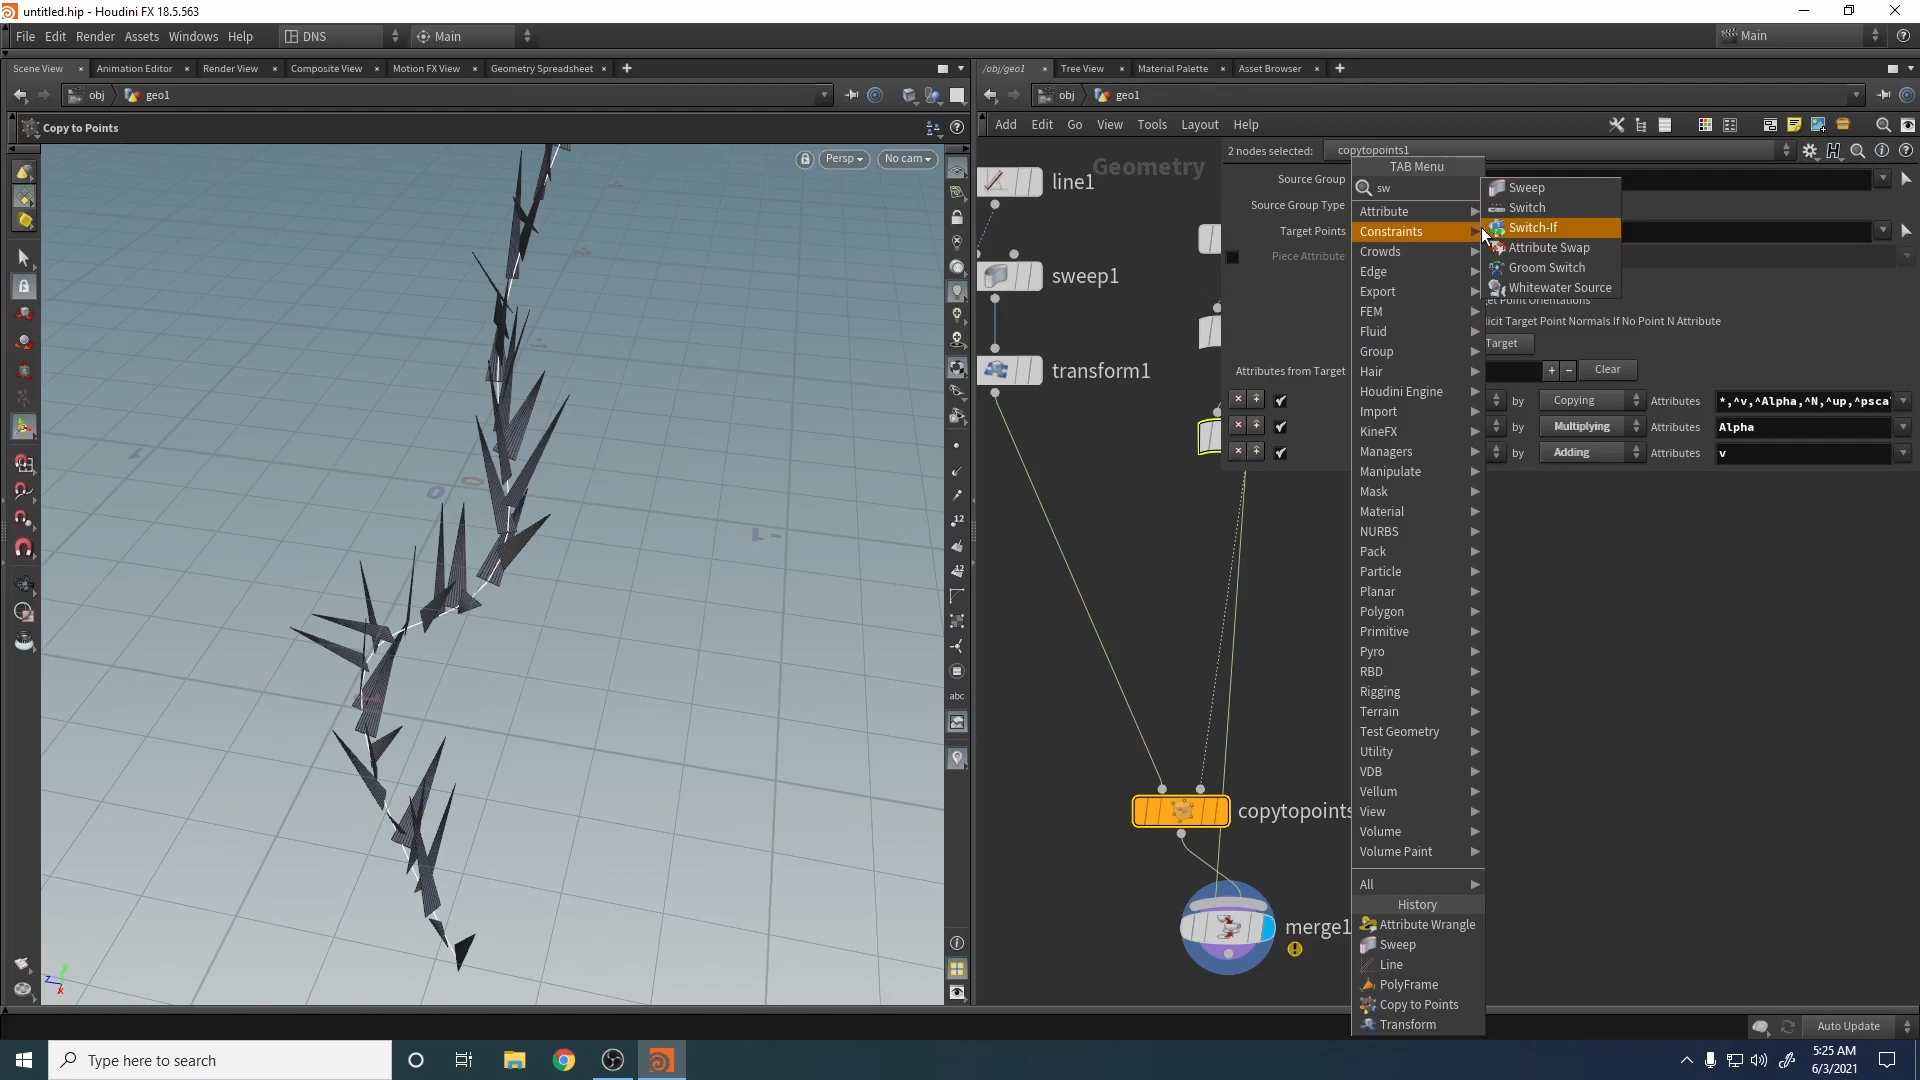 untitled.hip - Houdini FX 18.5.563
File Edit Render Assets Windows Help DNS Main Main
Scene View Animation Editor Render View Composite View Motion FX View Geometry Spreadsheet
/obj/geo1 Tree View Material Palette Asset Browser
obj geo1
obj geo1
Copy to Points
Persp No cam
Add Edit Go View Tools Layout Help
Geometry
line1
sweep1
transform1
copytopoints
merge1
2 nodes selected: copytopoints1
Source Group
Source Group Type
Target Points
Piece Attribute
Attributes from Target
TAB Menu
sw
Attribute
Constraints
Crowds
Edge
Export
FEM
Fluid
Group
Hair
Houdini Engine
Import
KineFX
Managers
Manipulate
Mask
Material
NURBS
Pack
Particle
Planar
Polygon
Primitive
Pyro
RBD
Rigging
Terrain
Test Geometry
Utility
VDB
Vellum
View
Volume
Volume Paint
All
History
Attribute Wrangle
Sweep
Line
PolyFrame
Copy to Points
Transform
Sweep
Switch
Switch-If
Attribute Swap
Groom Switch
Whitewater Source
et Point Orientations
licit Target Point Normals If No Point N Attribute
Target
+ - Clear
by Copying Attributes *,^v,^Alpha,^N,^up,^psca
by Multiplying Attributes Alpha
by Adding Attributes v
12
12
abc
0
z y x
Auto Update
Type here to search
5:25 AM
6/3/2021